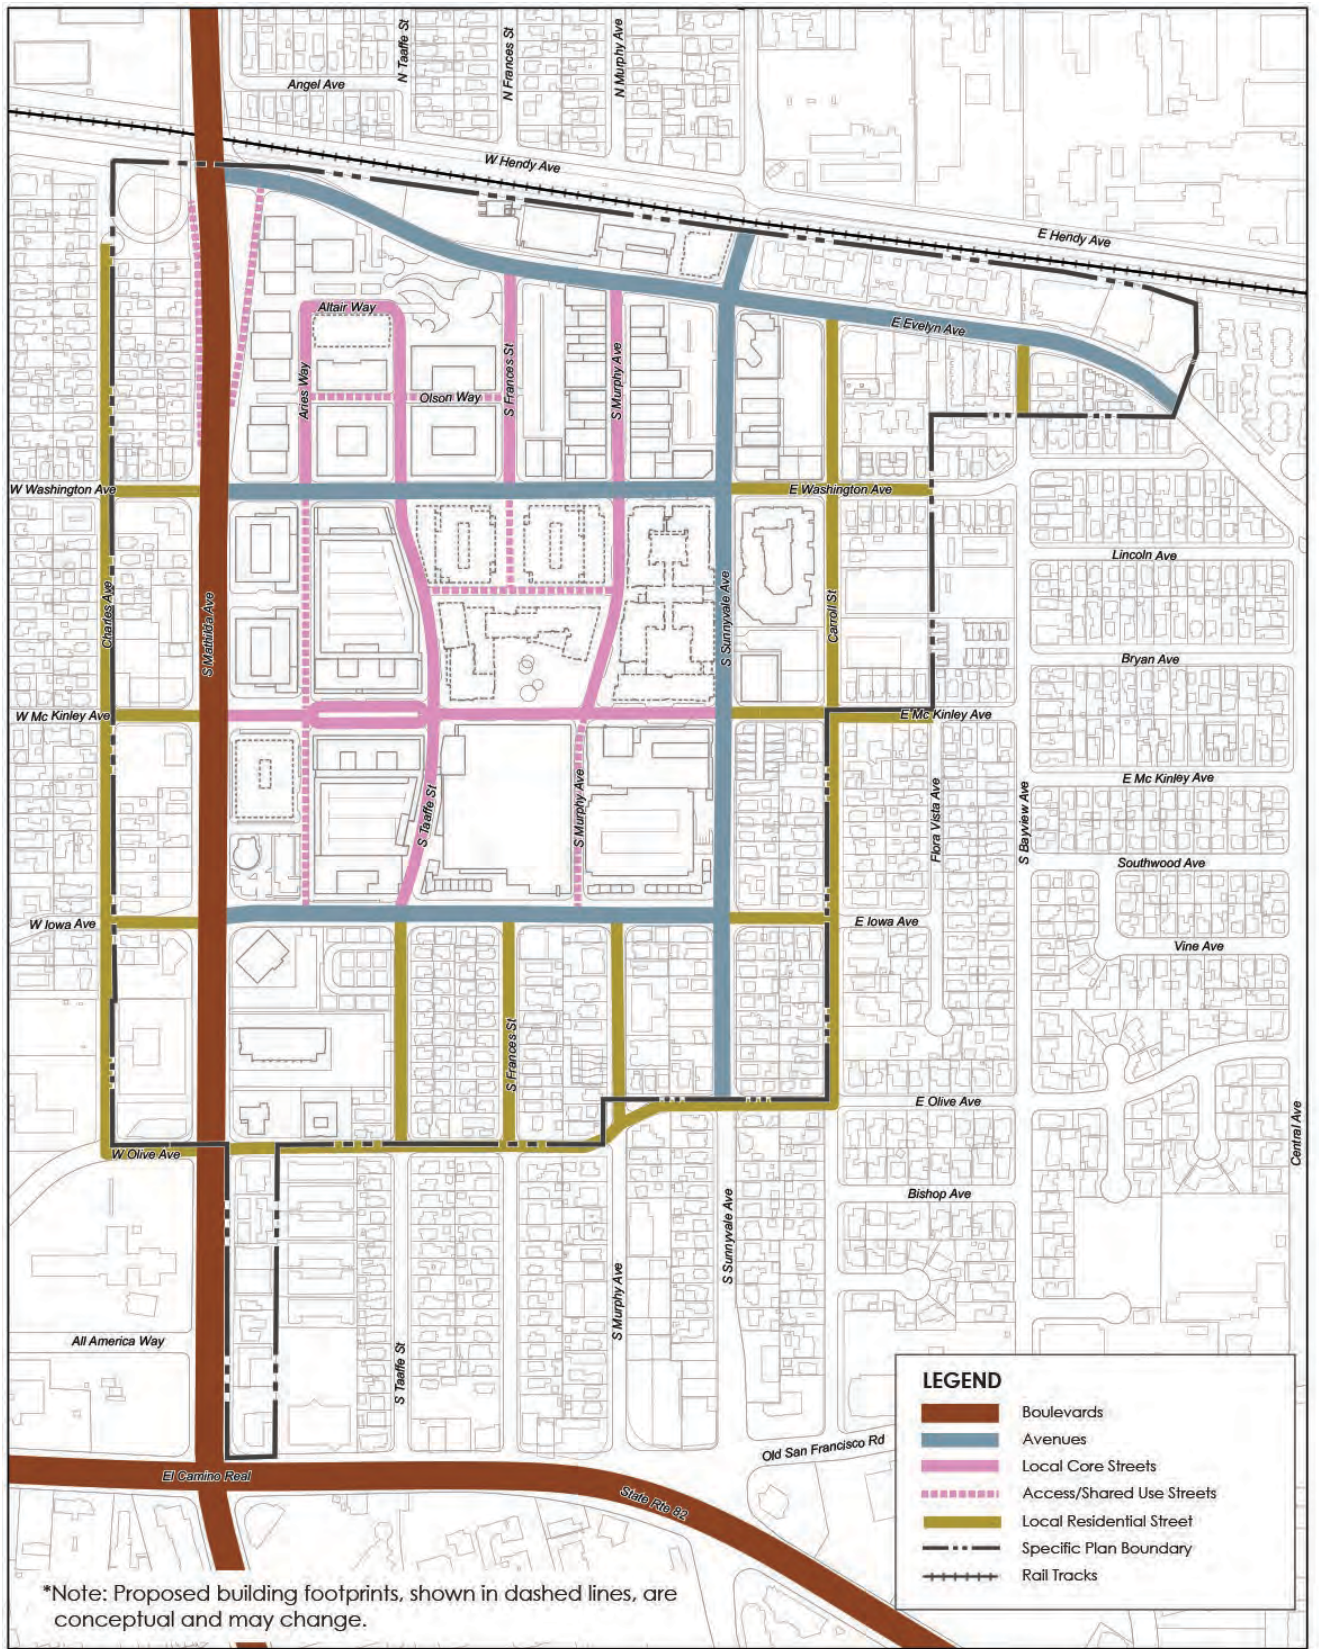 N Taaffe St
N Frances St
N Murphy Ave
Angel Ave
W Hendy Ave
E Hendy Ave
Altair Way
E Evelyn Ave
Aries Way
S Frances St
S Murphy Ave
Olson Way
W Washington Ave
E Washington Ave
Lincoln Ave
Charles Ave
S Mathilda Ave
S Sunnyvale Ave
Carroll St
Bryan Ave
W Mc Kinley Ave
E Mc Kinley Ave
E Mc Kinley Ave
S Taaffe St
S Murphy Ave
Flora Vista Ave
S Bayview Ave
Southwood Ave
W Iowa Ave
E Iowa Ave
Vine Ave
S Frances St
E Olive Ave
Central Ave
W Olive Ave
Bishop Ave
S Sunnyvale Ave
S Murphy Ave
All America Way
S Taaffe St
Old San Francisco Rd
El Camino Real
State Rte 82
LEGEND
Boulevards
Avenues
Local Core Streets
Access/Shared Use Streets
Local Residential Street
Specific Plan Boundary
Rail Tracks
*Note: Proposed building footprints, shown in dashed lines, are
conceptual and may change.